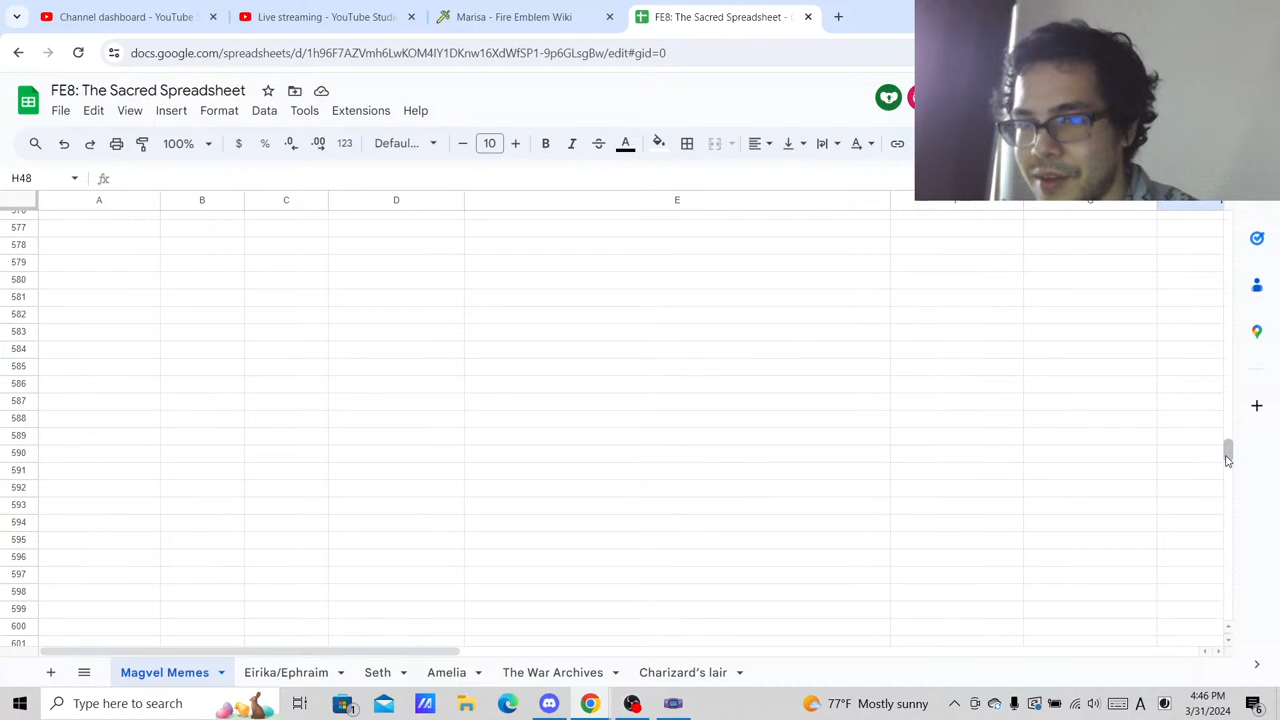 Channel dashboard - YouTube
Live streaming - YouTube Studi
Marisa - Fire Emblem Wiki
FE8: The Sacred Spreadsheet -
docs.google.com/spreadsheets/d/1h96F7AZVmh6LwKOM4IY1DKnw16XdWfSP1-9p6GLsgBw/edit#gid=0
FE8: The Sacred Spreadsheet
File Edit View Insert Format Data Tools Extensions Help
100% $ % .0 .00 123 Defaul... 10 B I S A
H48 fx
A B C D E
577
578
579
580
581
582
583
584
585
586
587
588
589
590
591
592
593
594
595
596
597
598
599
600
601
Magvel Memes Eirika/Ephraim Seth Amelia The War Archives Charizard's lair
Type here to search
1
77°F Mostly sunny
A
4:46 PM
3/31/2024
6